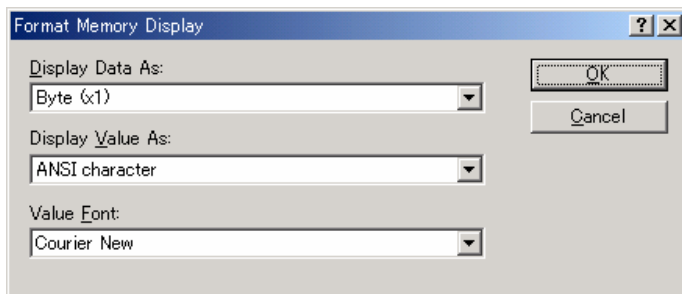 Format Memory Display
Display Data As:
Byte (x1)
Display Value As:
ANSI character
Value Font:
Courier New
OK
Cancel